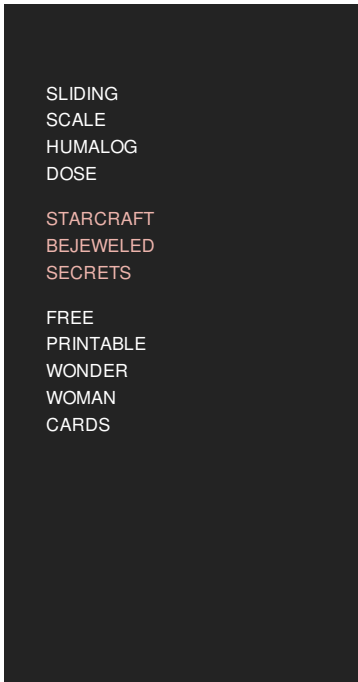 SLIDING
SCALE
HUMALOG
DOSE
STARCRAFT
BEJEWELED
SECRETS
FREE
PRINTABLE
WONDER
WOMAN
CARDS